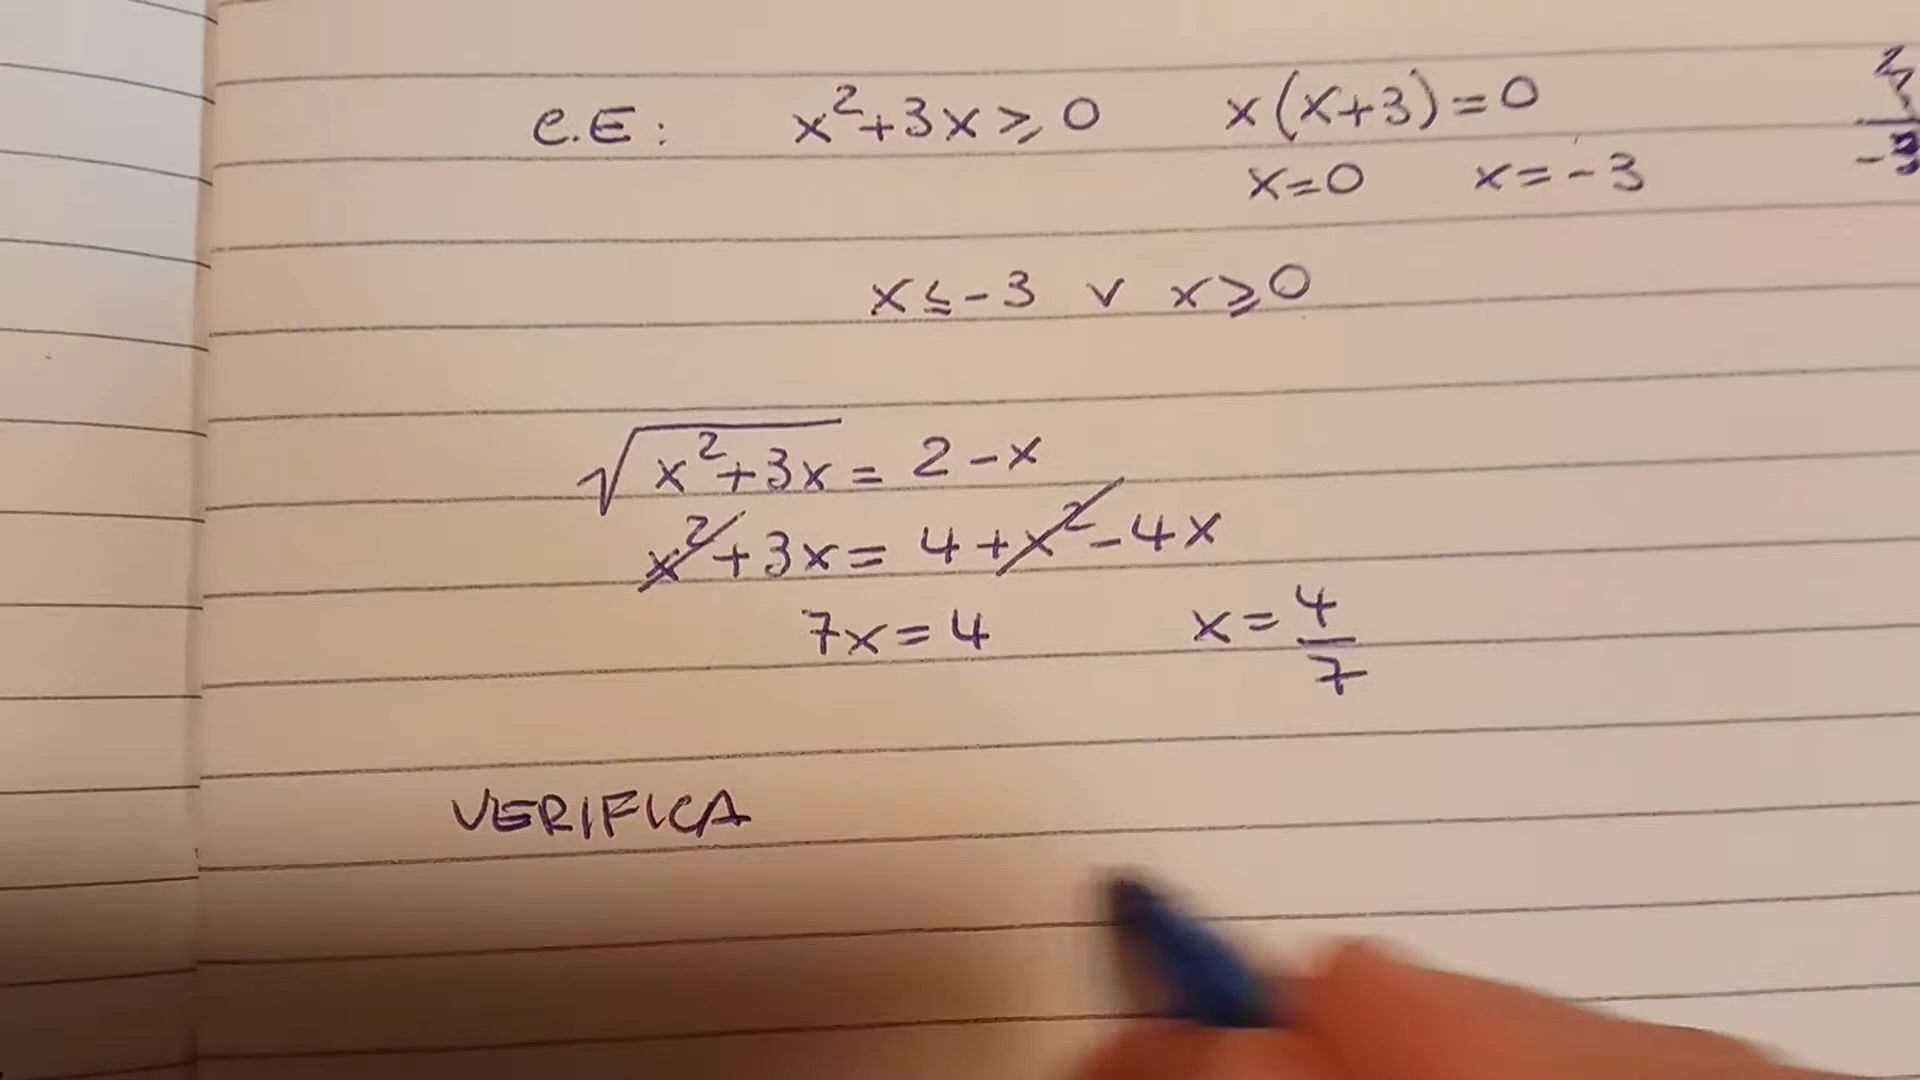 C.E: x²+3x≥0 x(x+3)=0
x=0 x=-3
x≤-3 ∨ x≥0
√(x²+3x) = 2-x
x²+3x=4+x²-4x
7x=4 x=4/7
VERIFICA